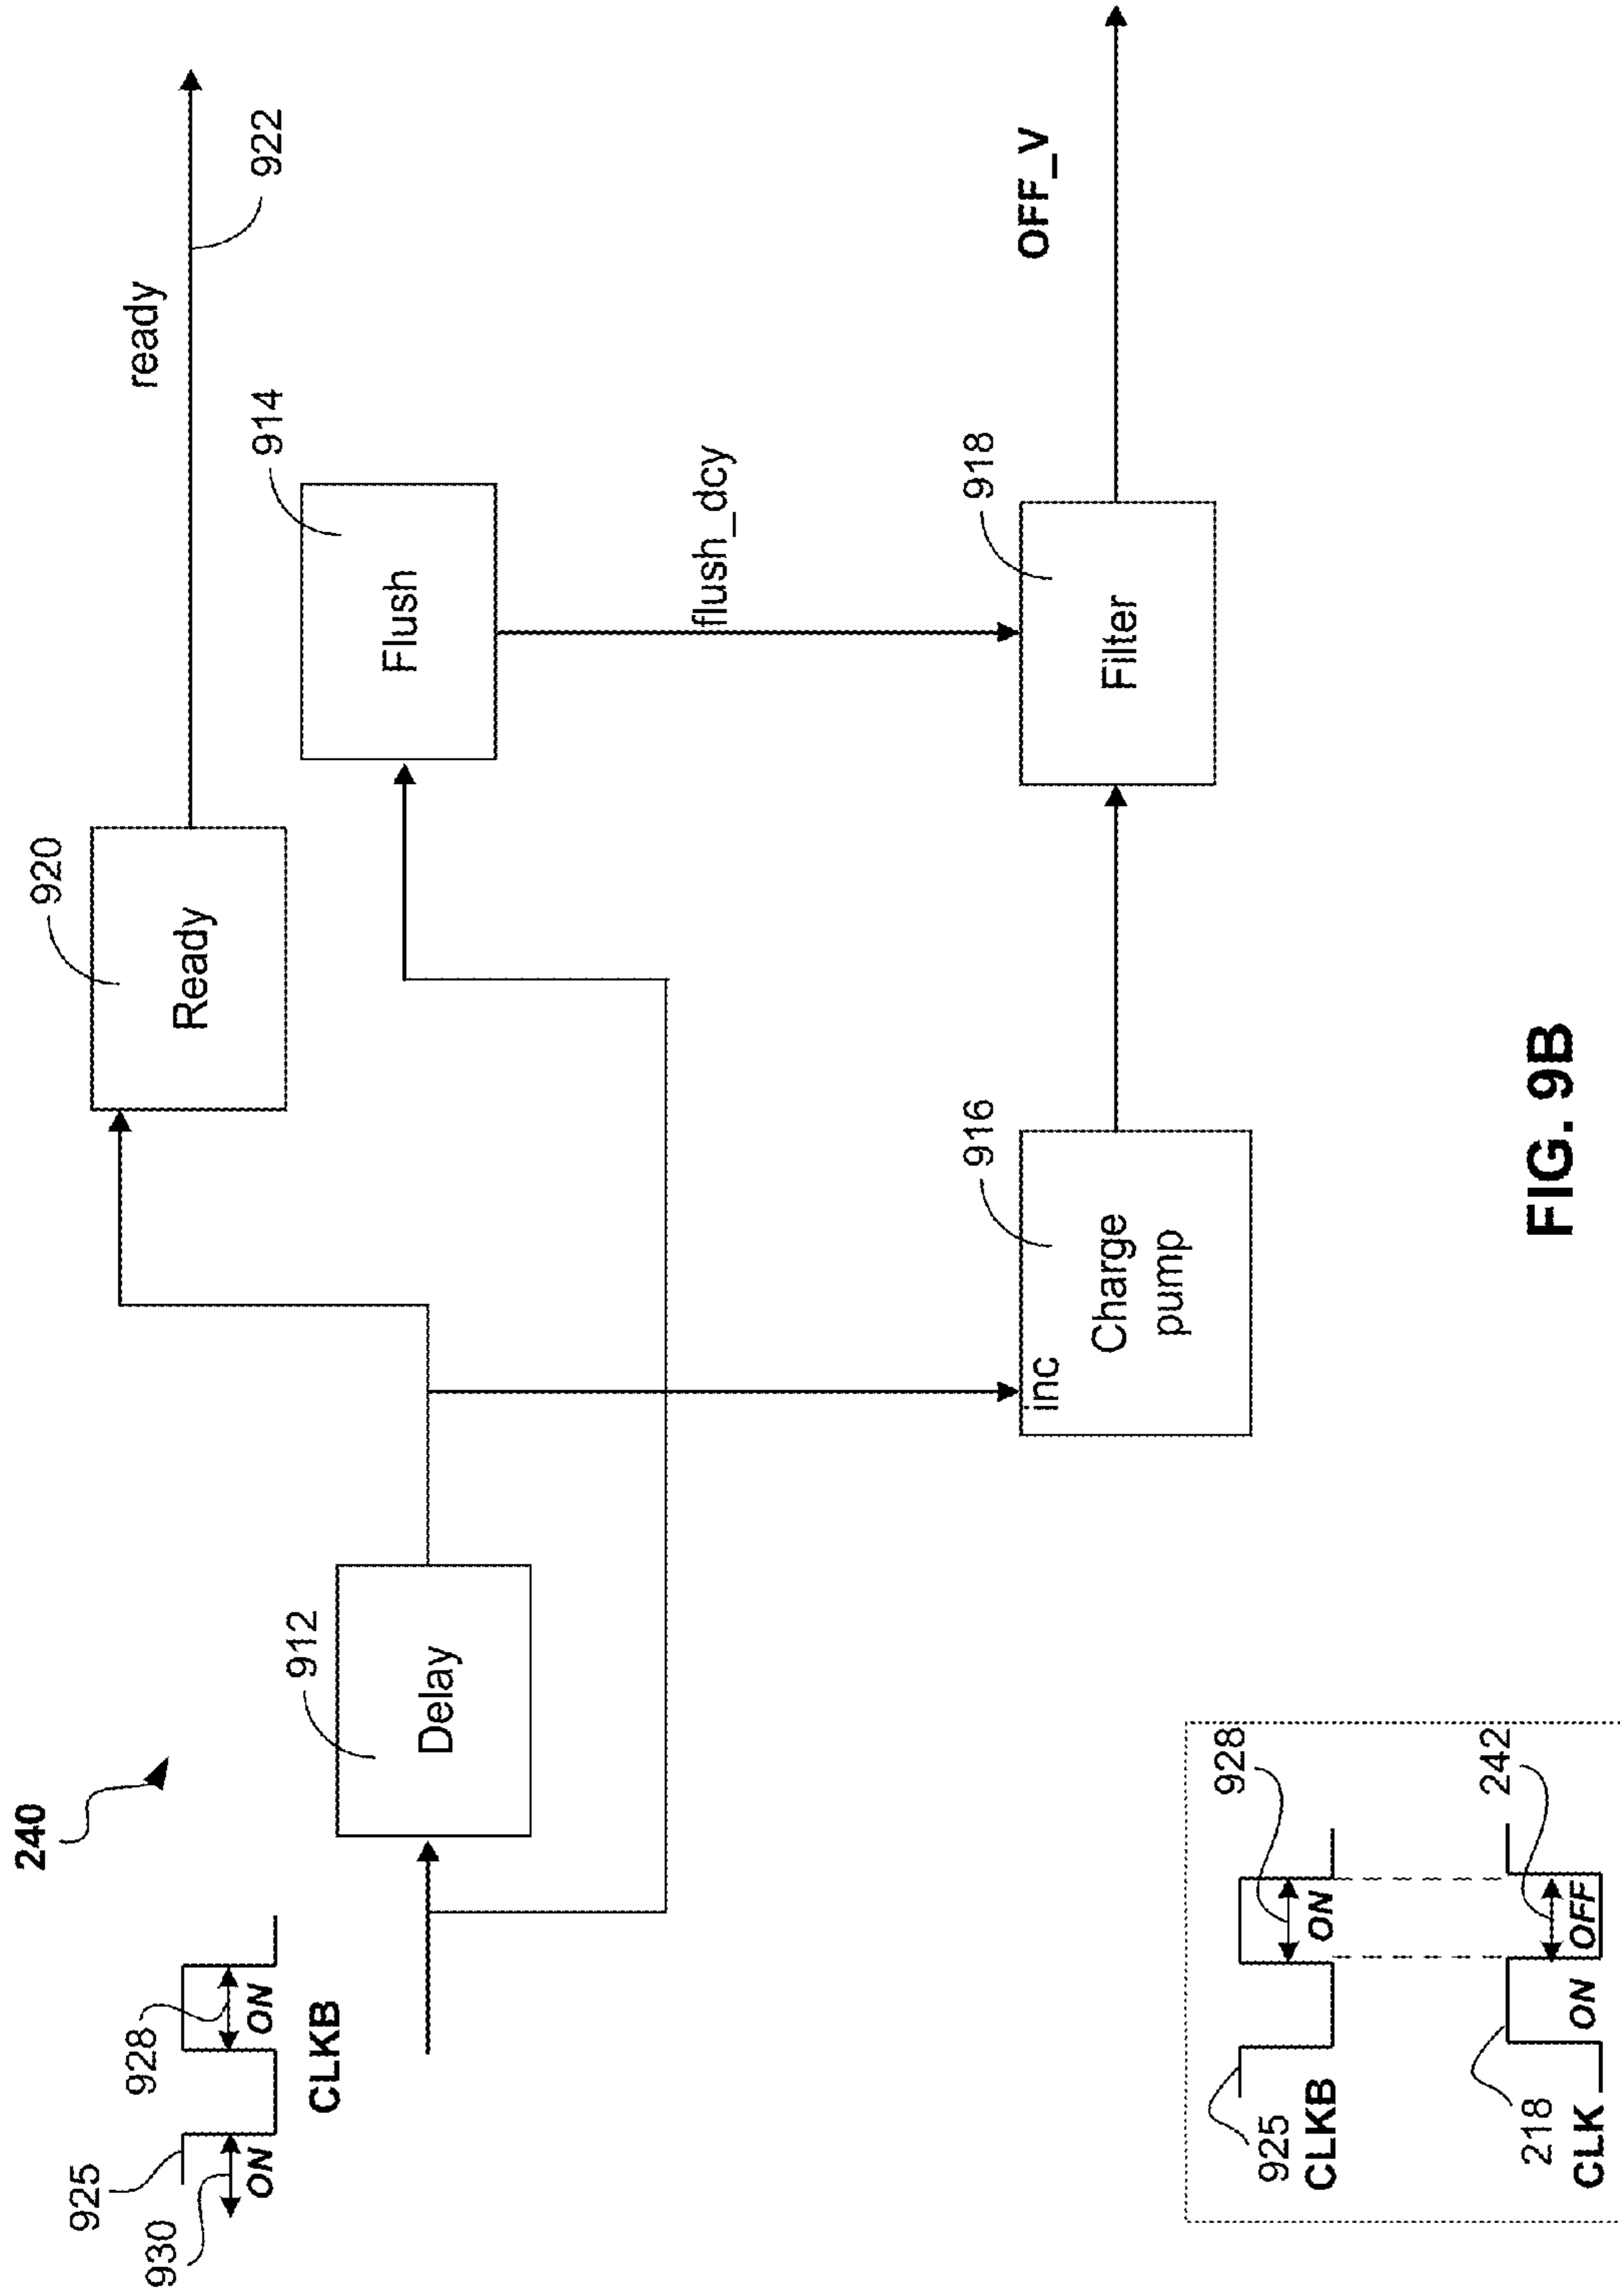 240
925
930
ON
928
ON
CLKB
912
Delay
920
Ready
ready
922
914
Flush
flush_dcy
916
inc
Charge
pump
918
Filter
OFF_V
925
CLKB
928
ON
218
CLK
ON
242
OFF
FIG. 9B